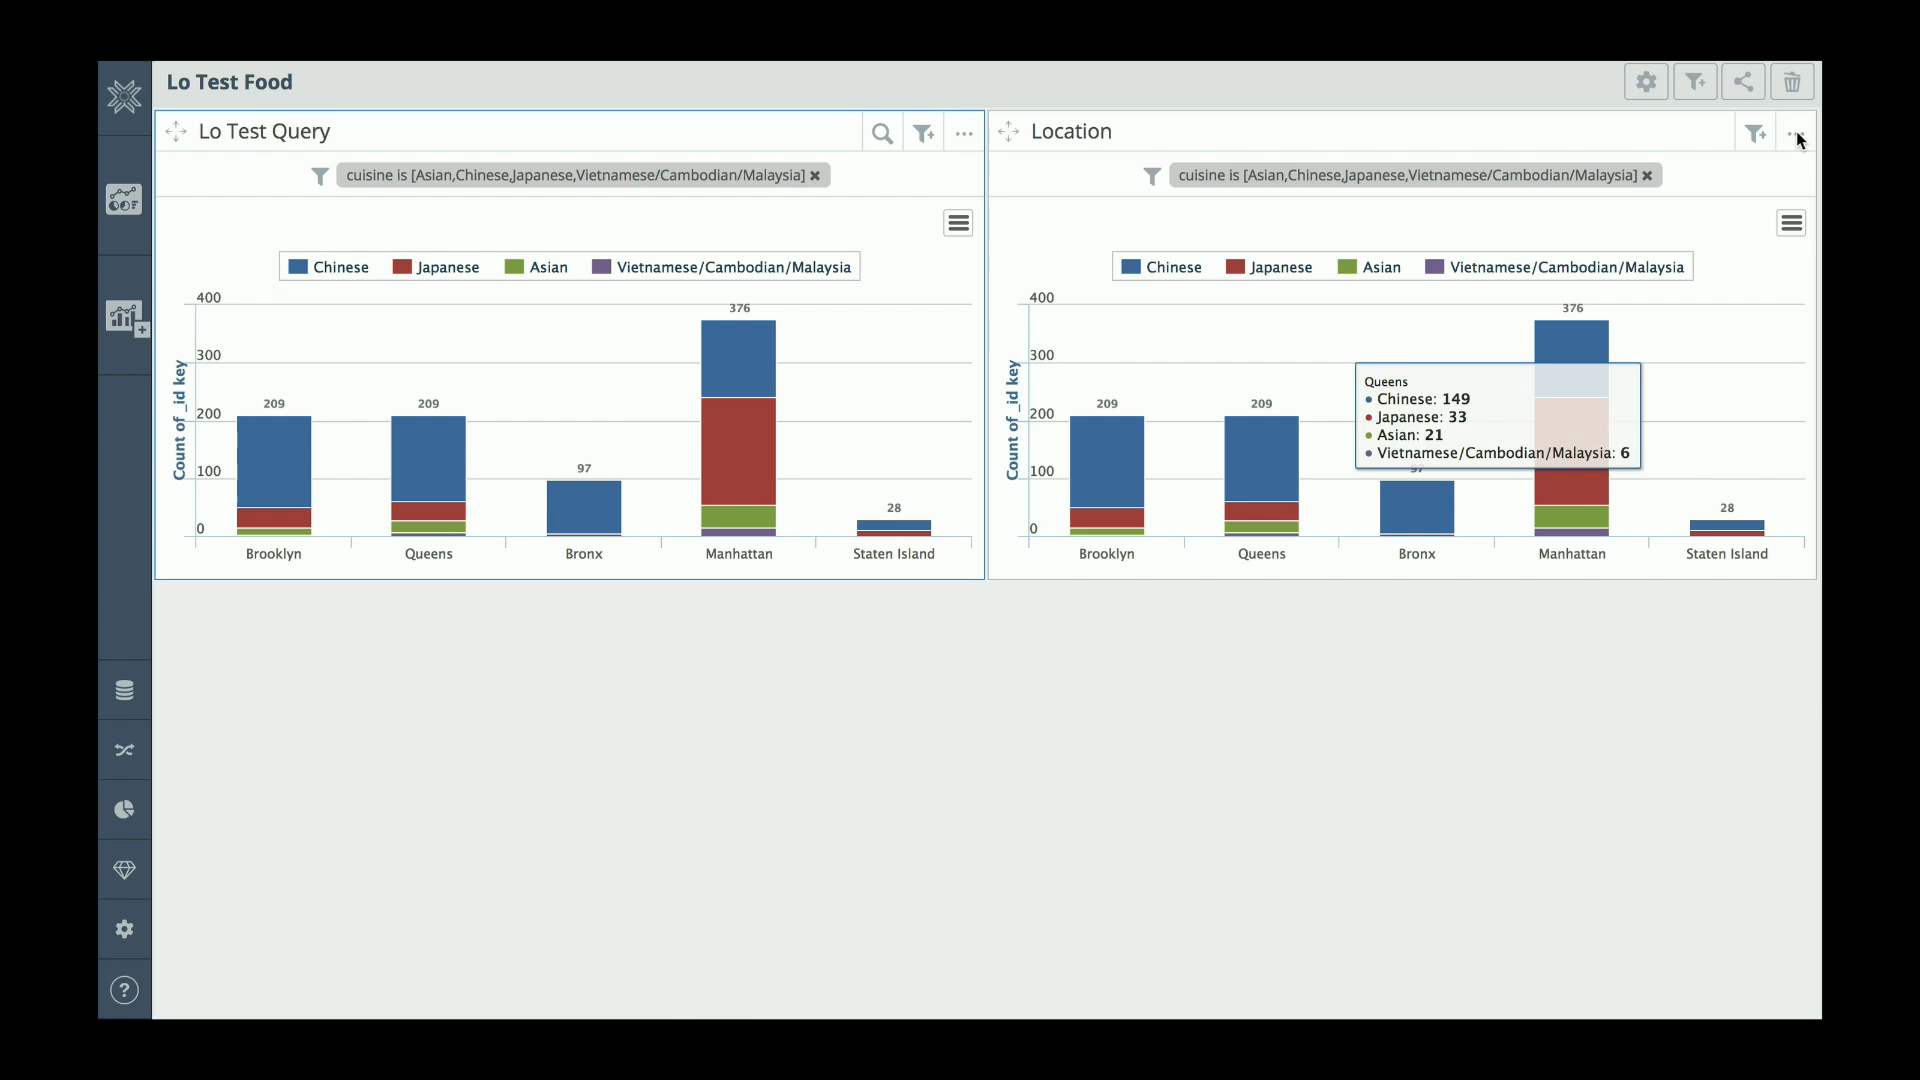 Lo Test Food
Lo Test Query
cuisine is [Asian,Chinese,Japanese,Vietnamese/Cambodian/Malaysia] ✖
Chinese Japanese Asian Vietnamese/Cambodian/Malaysia
Count of _id key
400
300
200
100
0
209
209
97
376
28
Brooklyn Queens Bronx Manhattan Staten Island
Location
cuisine is [Asian,Chinese,Japanese,Vietnamese/Cambodian/Malaysia] ✖
Chinese Japanese Asian Vietnamese/Cambodian/Malaysia
Count of _id key
400
300
200
100
0
209
209
97
376
28
Queens
• Chinese: 149
• Japanese: 33
• Asian: 21
• Vietnamese/Cambodian/Malaysia: 6
Brooklyn Queens Bronx Manhattan Staten Island
?